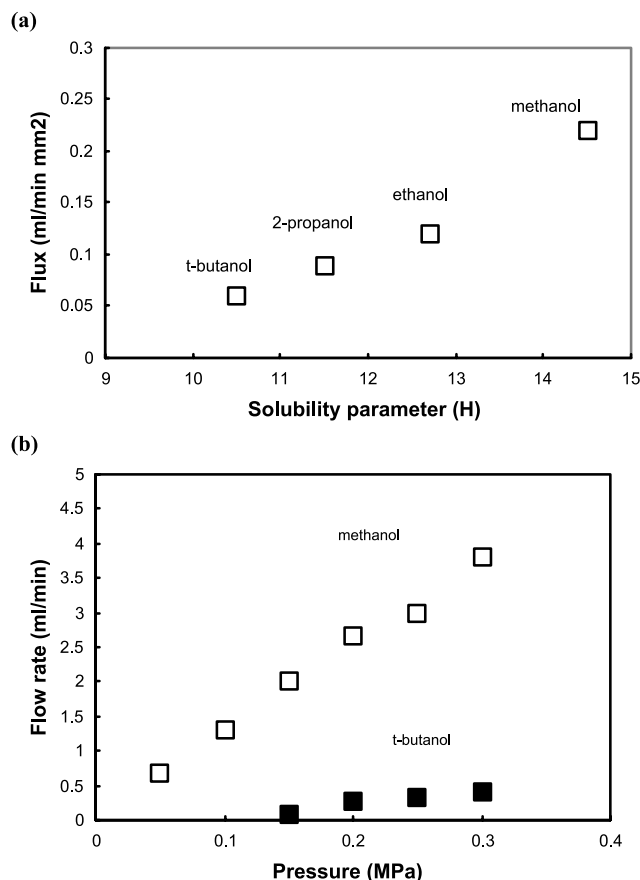 (a)
0.3
0.25
0.2
0.15
0.1
0.05
0
Flux (ml/min mm2)
methanol
ethanol
2-propanol
t-butanol
9 10 11 12 13 14 15
Solubility parameter (H)
(b)
5
4.5
4
3.5
3
2.5
2
1.5
1
0.5
0
Flow rate (ml/min)
methanol
t-butanol
0 0.1 0.2 0.3 0.4
Pressure (MPa)